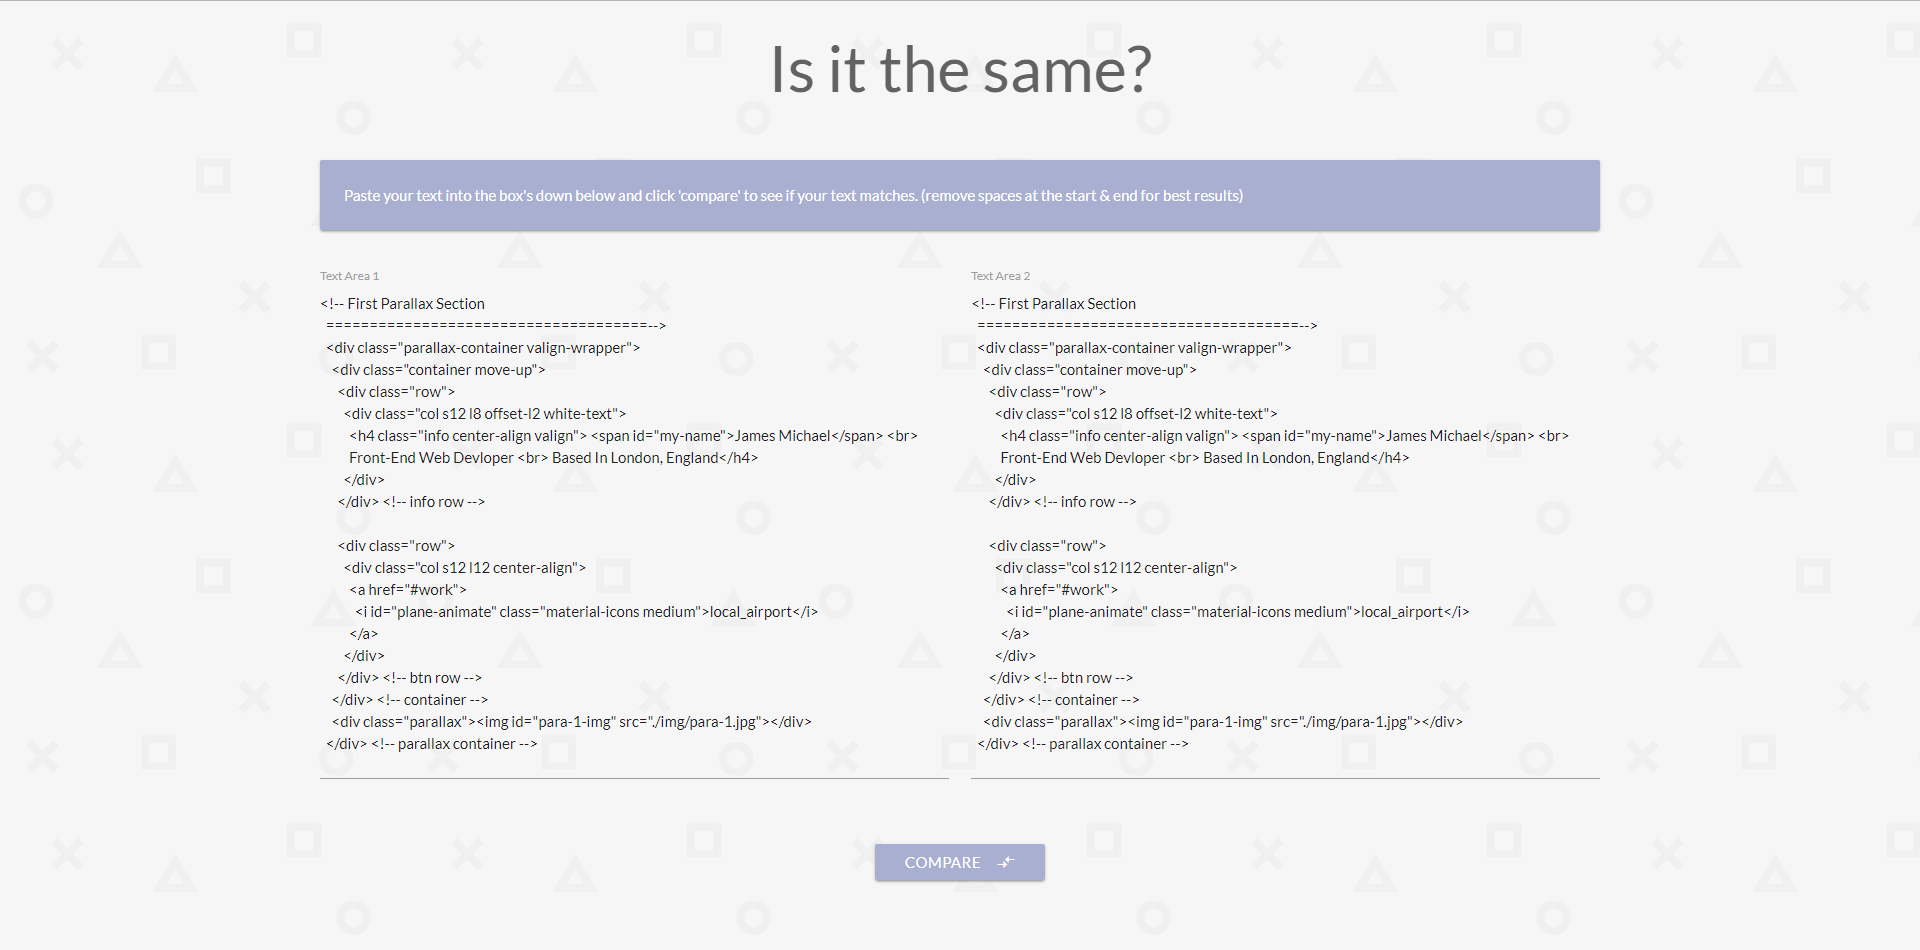 Is it the same?
Paste your text into the box's down below and click 'compare' to see if your text matches. (remove spaces at the start & end for best results)
Text Area 1
<!-- First Parallax Section
=====================================-->
<div class="parallax-container valign-wrapper">
<div class="container move-up">
<div class="row">
<div class="col s12 l8 offset-l2 white-text">
<h4 class="info center-align valign"> <span id="my-name">James Michael</span> <br>
Front-End Web Devloper <br> Based In London, England</h4>
</div>
</div> <!-- info row -->
<div class="row">
<div class="col s12 l12 center-align">
<a href="#work">
<i id="plane-animate" class="material-icons medium">local_airport</i>
</a>
</div>
</div> <!-- btn row -->
</div> <!-- container -->
<div class="parallax"><img id="para-1-img" src="./img/para-1.jpg"></div>
</div> <!-- parallax container -->
Text Area 2
<!-- First Parallax Section
=====================================-->
<div class="parallax-container valign-wrapper">
<div class="container move-up">
<div class="row">
<div class="col s12 l8 offset-l2 white-text">
<h4 class="info center-align valign"> <span id="my-name">James Michael</span> <br>
Front-End Web Devloper <br> Based In London, England</h4>
</div>
</div> <!-- info row -->
<div class="row">
<div class="col s12 l12 center-align">
<a href="#work">
<i id="plane-animate" class="material-icons medium">local_airport</i>
</a>
</div>
</div> <!-- btn row -->
</div> <!-- container -->
<div class="parallax"><img id="para-1-img" src="./img/para-1.jpg"></div>
</div> <!-- parallax container -->
COMPARE